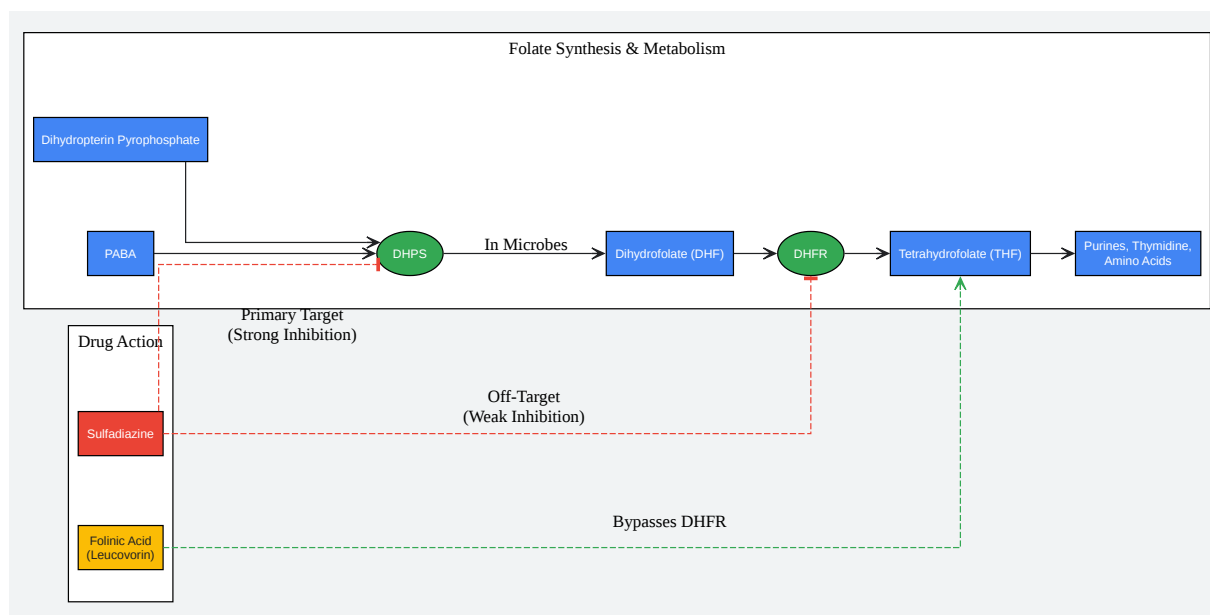 Folate Synthesis & Metabolism
Dihydropterin Pyrophosphate
PABA
DHPS
In Microbes
Dihydrofolate (DHF)
DHFR
Tetrahydrofolate (THF)
Purines, Thymidine,
Amino Acids
Primary Target
(Strong Inhibition)
Drug Action
Off-Target
(Weak Inhibition)
Sulfadiazine
Bypasses DHFR
Folinic Acid
(Leucovorin)